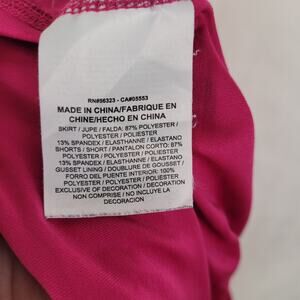 RN#56323 - CA#05553
MADE IN CHINA/FABRIQUE EN
CHINE/HECHO EN CHINA
SKIRT / JUPE / FALDA: 87% POLYESTER /
POLYESTER / POLIESTER
13% SPANDEX / ELASTHANNE / ELASTANO
SHORTS / SHORT / PANTALON CORTO: 87%
POLYESTER / POLYESTER / POLIESTER
13% SPANDEX / ELASTHANNE / ELASTANO
GUSSET LINING / DOUBLURE DE GOUSSET /
FORRO DEL PUENTE INTERIOR: 100%
POLYESTER / POLYESTER / POLIESTER
EXCLUSIVE OF DECORATION / DECORATION
NON COMPRISE / NO INCLUYE LA
DECORACION